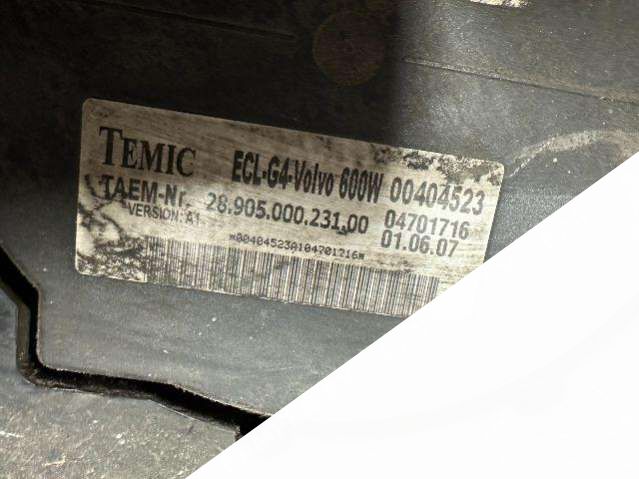 TEMIC ECL-G4-Volvo 600W 00404523
TAEM-Nr. 28.905.000.231.00 04701716
VERSION: A1 01.06.07
*00404523A104701716*